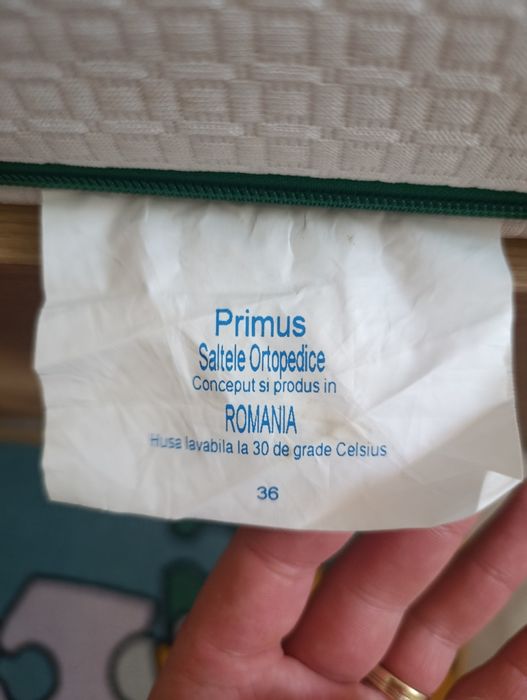 Primus
Saltele Ortopedice
Conceput si produs in
ROMANIA
Husa lavabila la 30 de grade Celsius
36